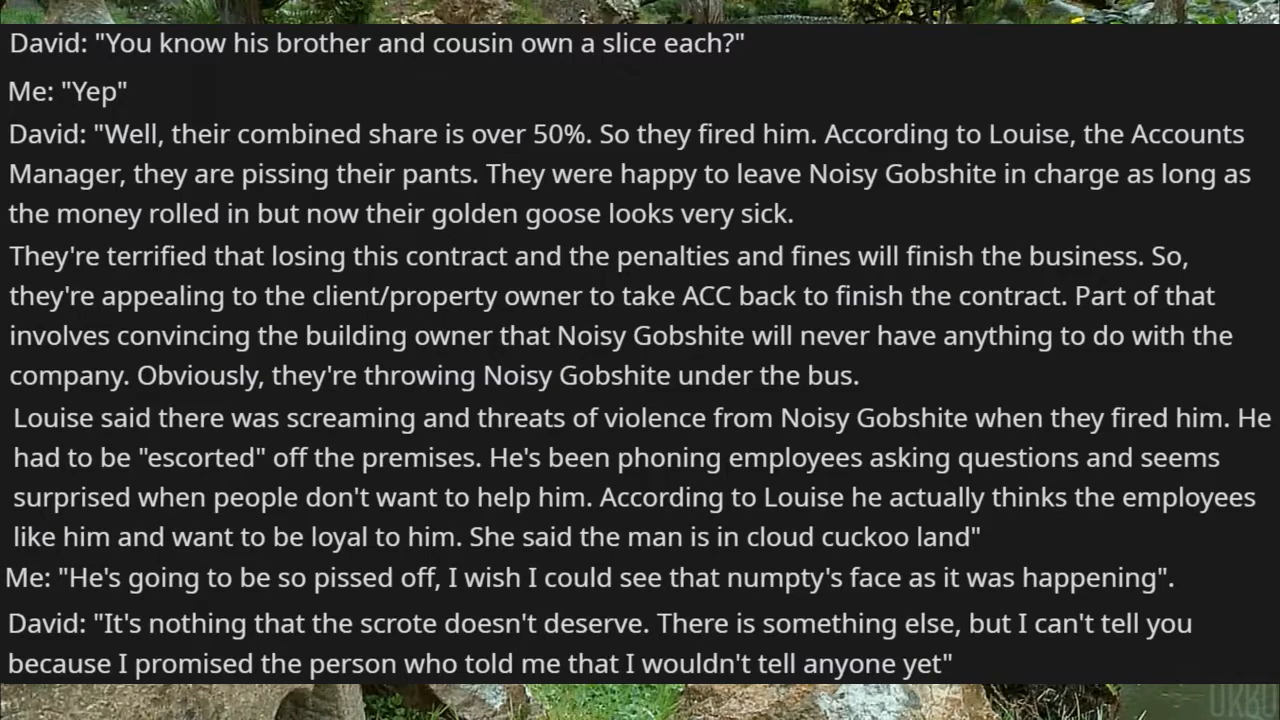 David: "You know his brother and cousin own a slice each?"
Me: "Yep"
David: "Well, their combined share is over 50%. So they fired him. According to Louise, the Accounts
Manager, they are pissing their pants. They were happy to leave Noisy Gobshite in charge as long as
the money rolled in but now their golden goose looks very sick.
They're terrified that losing this contract and the penalties and fines will finish the business. So,
they're appealing to the client/property owner to take ACC back to finish the contract. Part of that
involves convincing the building owner that Noisy Gobshite will never have anything to do with the
company. Obviously, they're throwing Noisy Gobshite under the bus.
Louise said there was screaming and threats of violence from Noisy Gobshite when they fired him. He
had to be "escorted" off the premises. He's been phoning employees asking questions and seems
surprised when people don't want to help him. According to Louise he actually thinks the employees
like him and want to be loyal to him. She said the man is in cloud cuckoo land"
Me: "He's going to be so pissed off, I wish I could see that numpty's face as it was happening".
David: "It's nothing that the scrote doesn't deserve. There is something else, but I can't tell you
because I promised the person who told me that I wouldn't tell anyone yet"